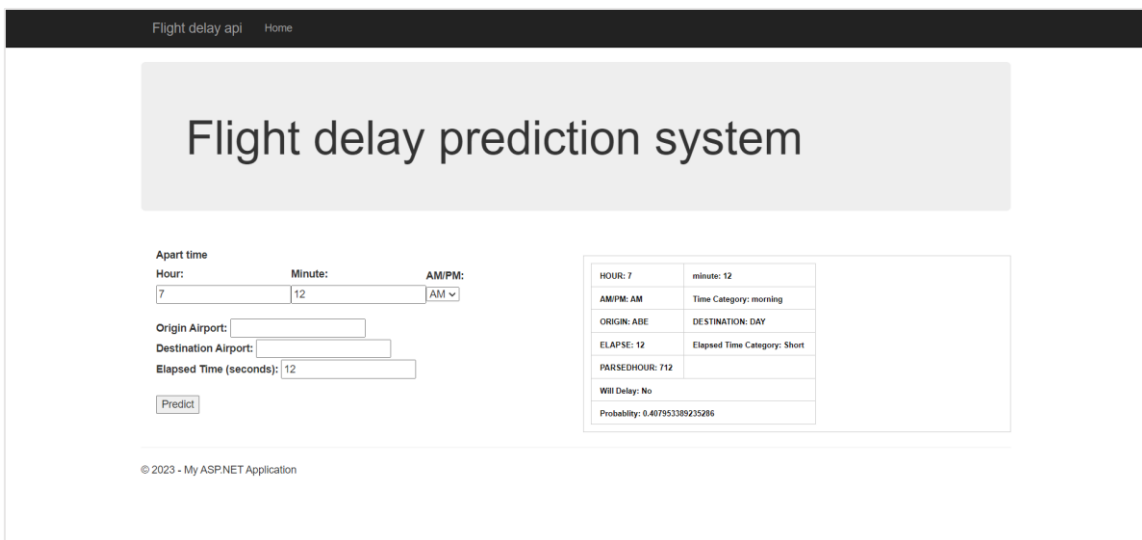 Flight delay api Home
Flight delay prediction system
Apart time
Hour: Minute: AM/PM:
7 12 AM
Origin Airport:
Destination Airport:
Elapsed Time (seconds): 12
Predict
HOUR: 7 minute: 12
AM/PM: AM Time Category: morning
ORIGIN: ABE DESTINATION: DAY
ELAPSE: 12 Elapsed Time Category: Short
PARSEDHOUR: 712
Will Delay: No
Probablity: 0.407953389235286
© 2023 - My ASP.NET Application